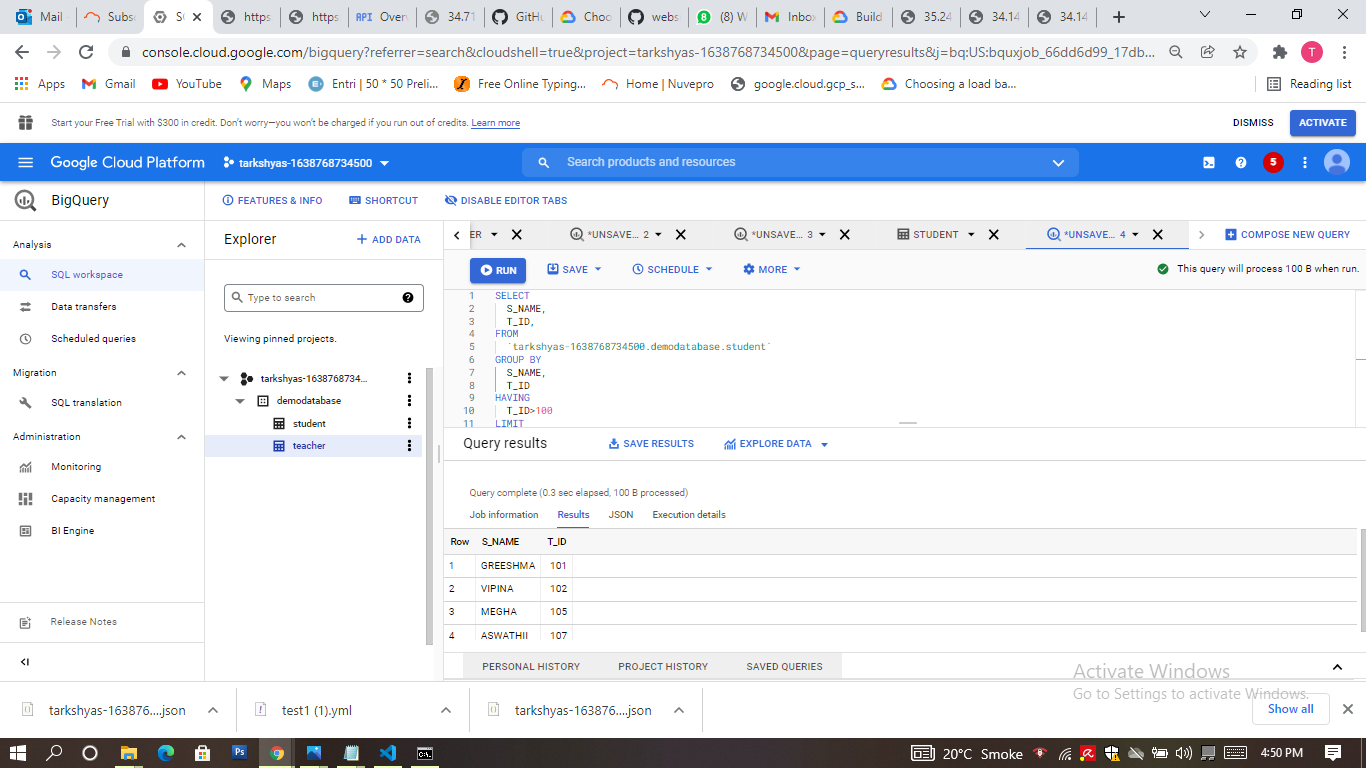 Mail
Subsc
S(
https
https
API Over
34.71
GitHu
Choo
webs
8 (8) W
Inbox
Build
35.24
34.14
34.14
console.cloud.google.com/bigquery?referrer=search&cloudshell=true&project=tarkshyas-1638768734500&page=queryresults&j=bq:US:bquxjob_66dd6d99_17db...
T
Apps
Gmail
YouTube
Maps
Entri | 50 * 50 Preli...
Free Online Typing...
Home | Nuvepro
google.cloud.gcp_s...
Choosing a load ba...
Reading list
Start your Free Trial with $300 in credit. Don't worry—you won't be charged if you run out of credits. Learn more
DISMISS
ACTIVATE
Google Cloud Platform
tarkshyas-1638768734500
Search products and resources
5
BigQuery
FEATURES & INFO
SHORTCUT
DISABLE EDITOR TABS
Analysis
SQL workspace
Data transfers
Scheduled queries
Migration
SQL translation
Administration
Monitoring
Capacity management
BI Engine
Release Notes
Explorer
+ ADD DATA
Type to search
Viewing pinned projects.
tarkshyas-1638768734...
demodatabase
student
teacher
ER
*UNSAVE... 2
*UNSAVE... 3
STUDENT
*UNSAVE... 4
COMPOSE NEW QUERY
RUN
SAVE
SCHEDULE
MORE
This query will process 100 B when run.
1 SELECT
2 S_NAME,
3 T_ID,
4 FROM
5 `tarkshyas-1638768734500.demodatabase.student`
6 GROUP BY
7 S_NAME,
8 T_ID
9 HAVING
10 T_ID>100
11 LIMIT
Query results
SAVE RESULTS
EXPLORE DATA
Query complete (0.3 sec elapsed, 100 B processed)
Job information
Results
JSON
Execution details
Row S_NAME T_ID
1 GREESHMA 101
2 VIPINA 102
3 MEGHA 105
4 ASWATHII 107
PERSONAL HISTORY
PROJECT HISTORY
SAVED QUERIES
Activate Windows
Go to Settings to activate Windows.
tarkshyas-163876....json
test1 (1).yml
tarkshyas-163876....json
Show all
Ps
C:\.
20°C Smoke
4:50 PM